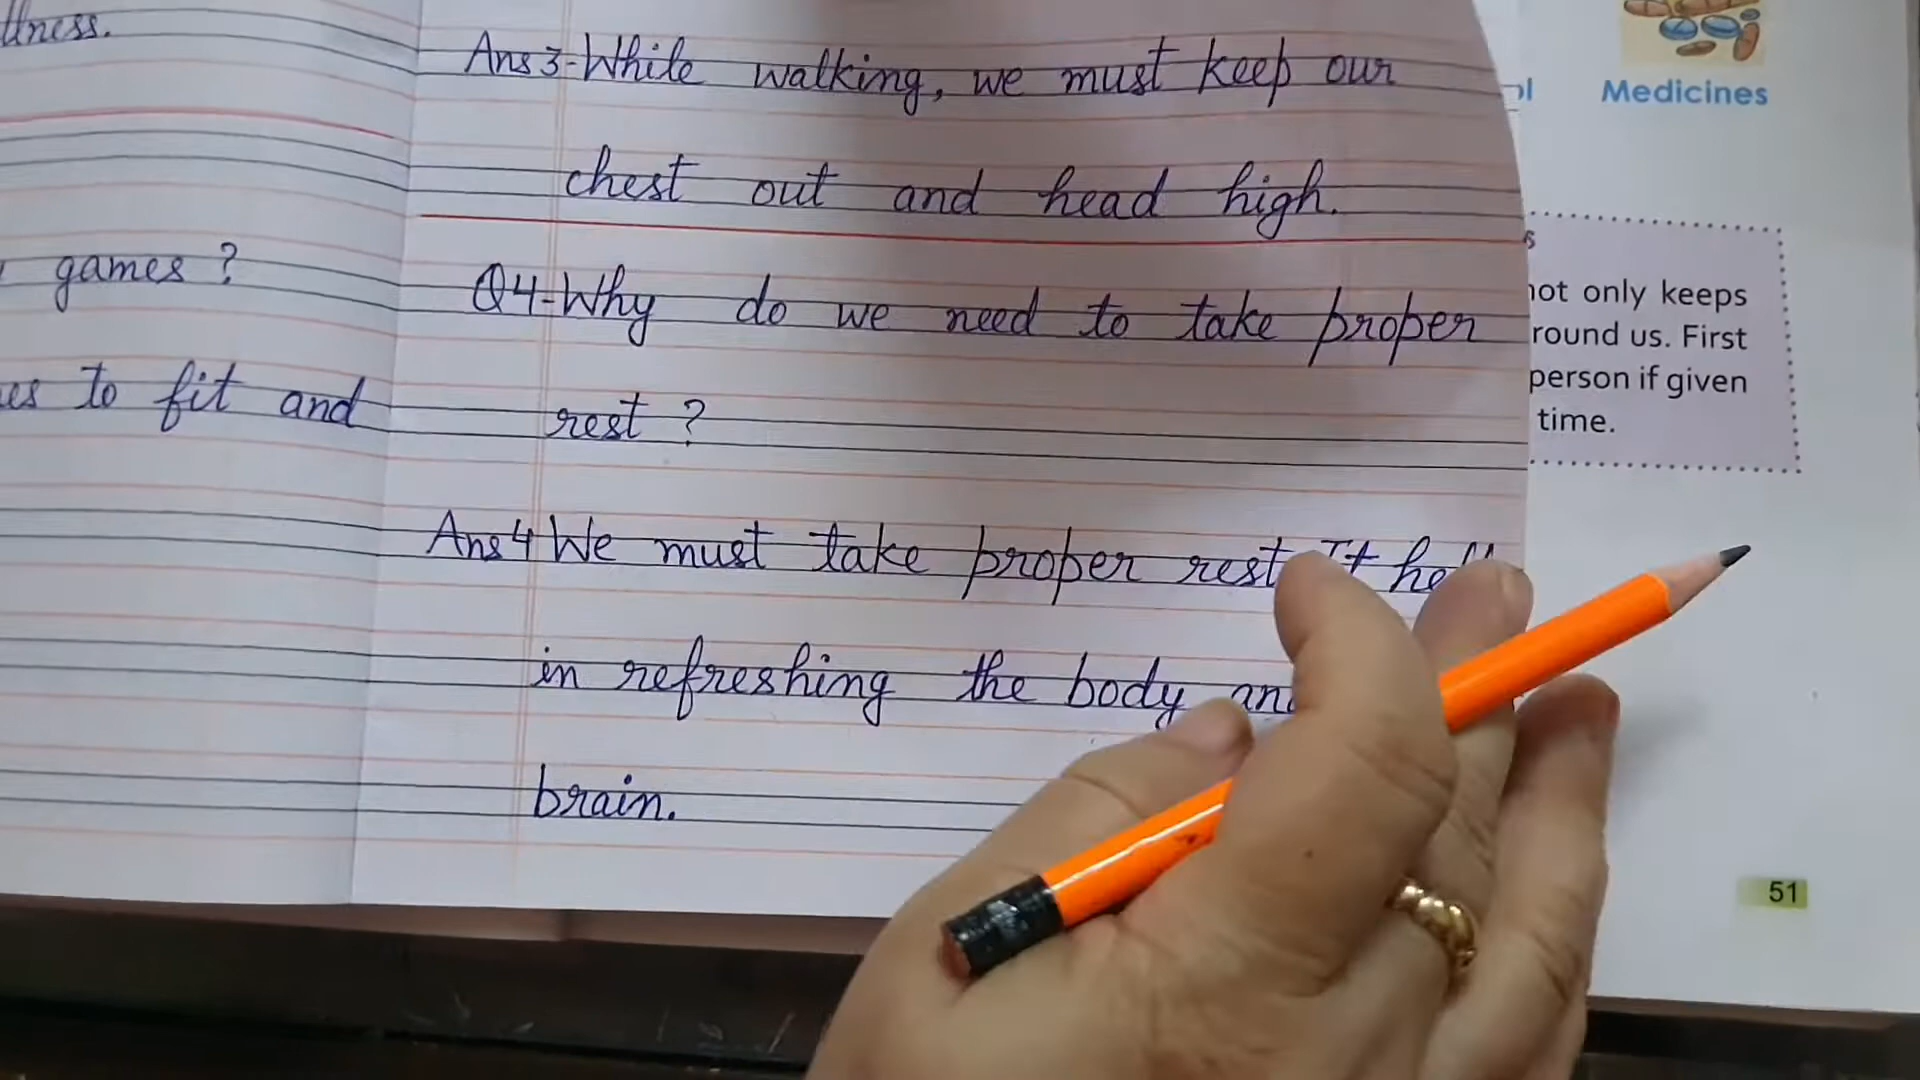 games ?
to fit and
Ans 3-While walking, we must keep our
chest out and head high.
Q4-Why do we need to take proper
rest ?
Ans 4 We must take proper rest. It
in refreshing the body
brain.
Medicines
not only keeps
round us. First
person if given
time.
51